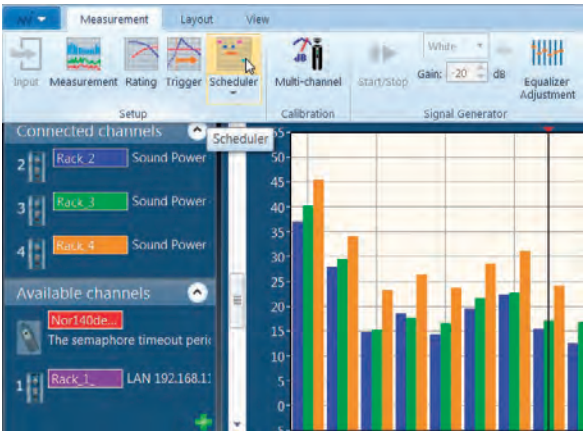 Measurement Layout View
White
Input Measurement Rating Trigger Scheduler Multi-channel Start/Stop Gain: -20 dB Equalizer
Adjustment
Setup Calibration Signal Generator
Connected channels Scheduler
2 Rack_2 Sound Power
3 Rack_3 Sound Power
4 Rack_4 Sound Power
Available channels
Nor140de...
The semaphore timeout peri
1 Rack_1_ LAN 192.168.1
55
50
45
40
35
30
25
20
15
10
5
0